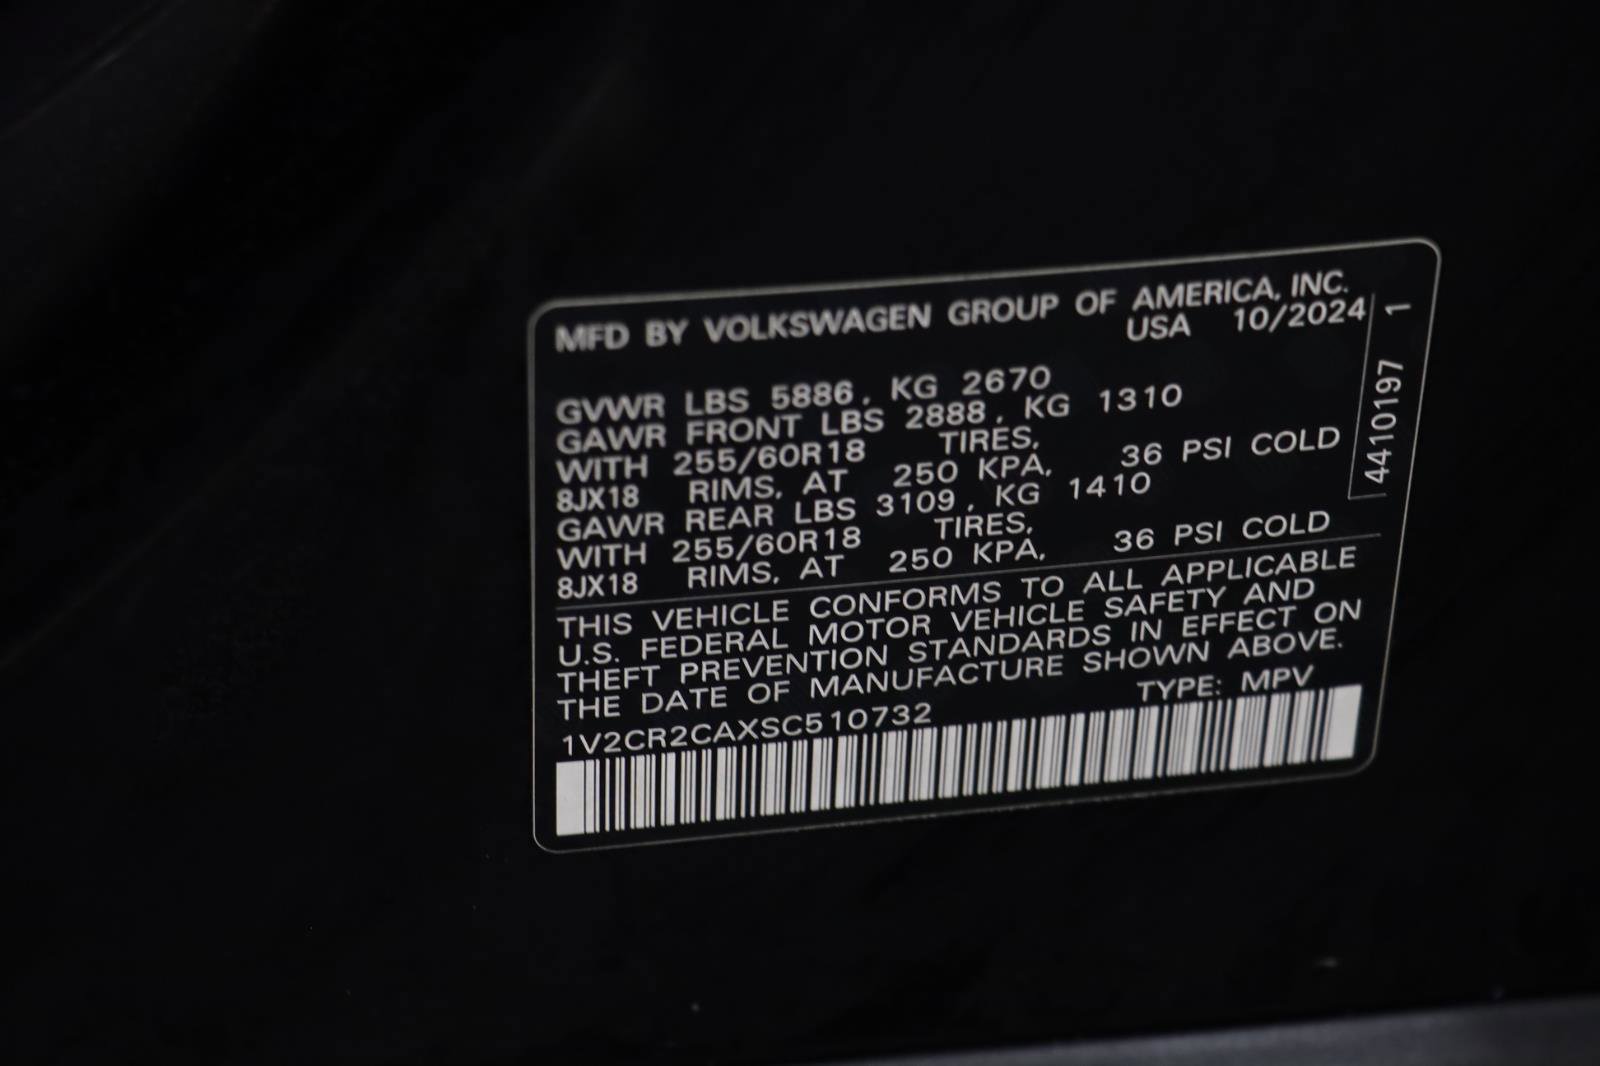 MFD BY VOLKSWAGEN GROUP OF AMERICA, INC.
USA 10/2024
GVWR LBS 5886, KG 2670
GAWR FRONT LBS 2888, KG 1310
WITH 255/60R18 TIRES,
8JX18 RIMS, AT 250 KPA, 36 PSI COLD
GAWR REAR LBS 3109, KG 1410
WITH 255/60R18 TIRES,
8JX18 RIMS, AT 250 KPA, 36 PSI COLD
THIS VEHICLE CONFORMS TO ALL APPLICABLE
U.S. FEDERAL MOTOR VEHICLE SAFETY AND
THEFT PREVENTION STANDARDS IN EFFECT ON
THE DATE OF MANUFACTURE SHOWN ABOVE.
TYPE: MPV
1V2CR2CAXSC510732
4410197 1